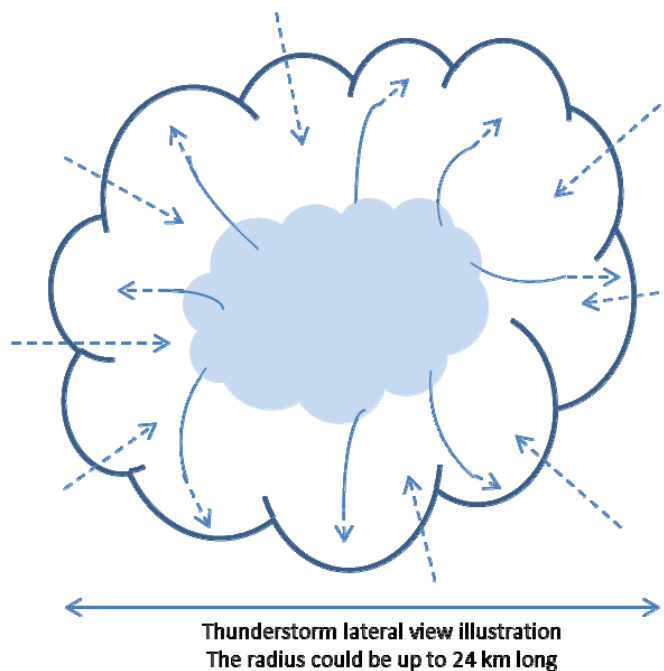 Thunderstorm lateral view illustration
The radius could be up to 24 km long